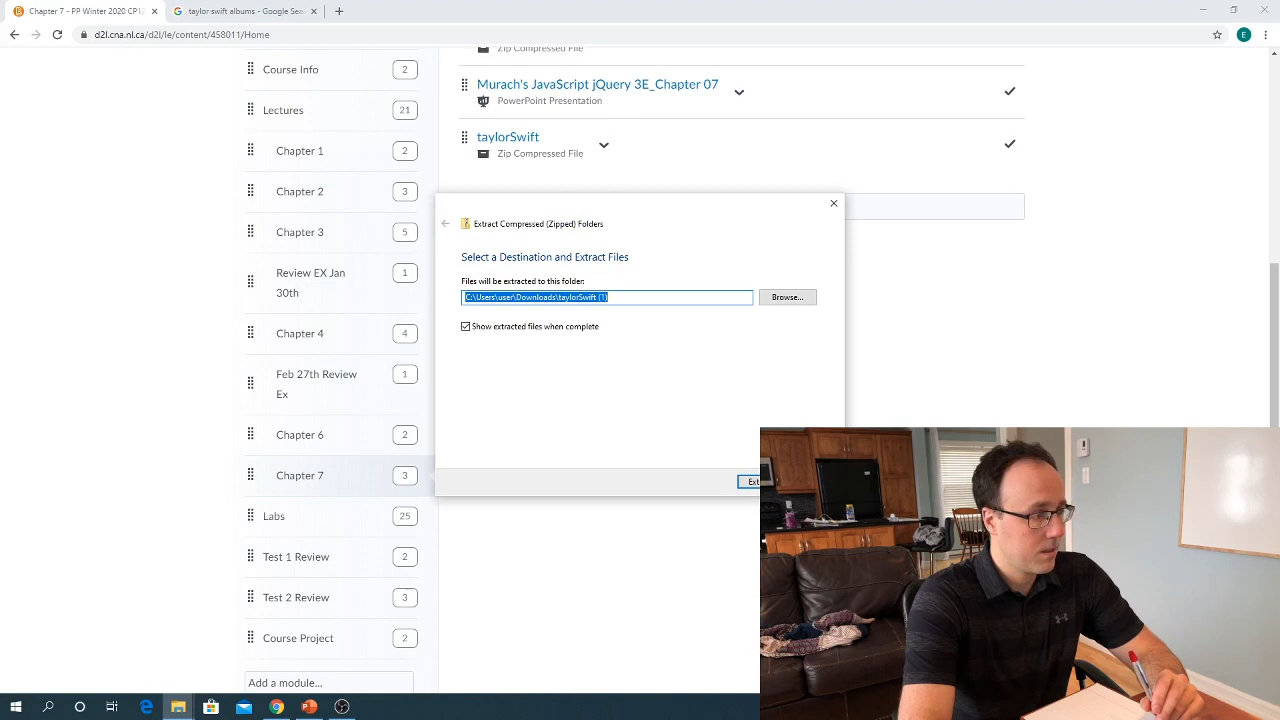 Chapter 7 - PP Winter 2020 CP12
taylor swift albums - Google Sea
d2l.cna.nl.ca/d2l/le/content/458011/Home
E
Course Info 2
Lectures 21
Chapter 1 2
Chapter 2 3
Chapter 3 5
Review EX Jan 1
30th
Chapter 4 4
Feb 27th Review 1
Ex
Chapter 6 2
Chapter 7 3
Labs 25
Test 1 Review 2
Test 2 Review 3
Course Project 2
Add a module...
Zip Compressed File
Murach's JavaScript jQuery 3E_Chapter 07
PowerPoint Presentation
taylorSwift
Zip Compressed File
Extract Compressed (Zipped) Folders
Select a Destination and Extract Files
Files will be extracted to this folder:
C:\Users\user\Downloads\taylorSwift (1)
Browse...
Show extracted files when complete
Ext